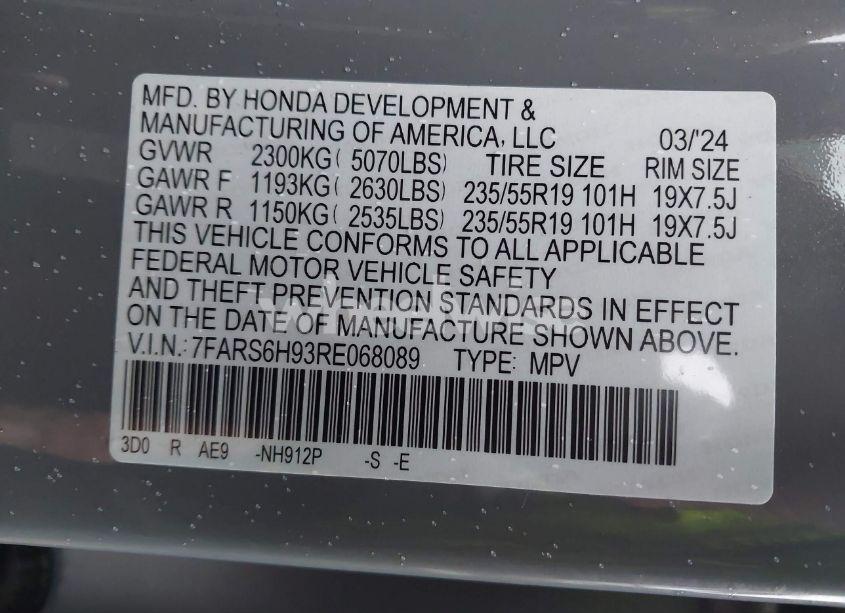 MFD. BY HONDA DEVELOPMENT &
MANUFACTURING OF AMERICA, LLC 03/'24
GVWR 2300KG( 5070LBS) TIRE SIZE RIM SIZE
GAWR F 1193KG( 2630LBS) 235/55R19 101H 19X7.5J
GAWR R 1150KG( 2535LBS) 235/55R19 101H 19X7.5J
THIS VEHICLE CONFORMS TO ALL APPLICABLE
FEDERAL MOTOR VEHICLE SAFETY
AND THEFT PREVENTION STANDARDS IN EFFECT
ON THE DATE OF MANUFACTURE SHOWN ABOVE.
V.I.N.: 7FARS6H93RE068089 TYPE: MPV
3D0 R AE9 -NH912P -S -E